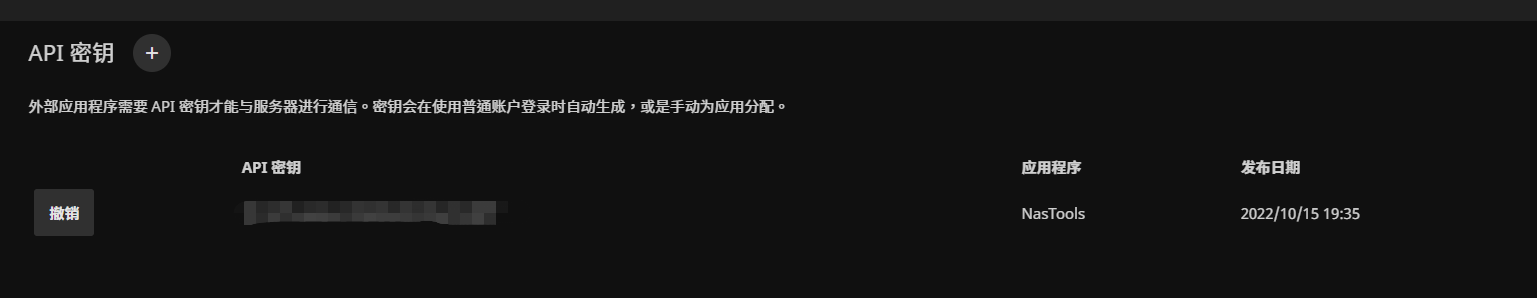 API 密钥 +
外部应用程序需要 API 密钥才能与服务器进行通信。密钥会在使用普通账户登录时自动生成，或是手动为应用分配。
API 密钥 应用程序 发布日期
撤销 NasTools 2022/10/15 19:35